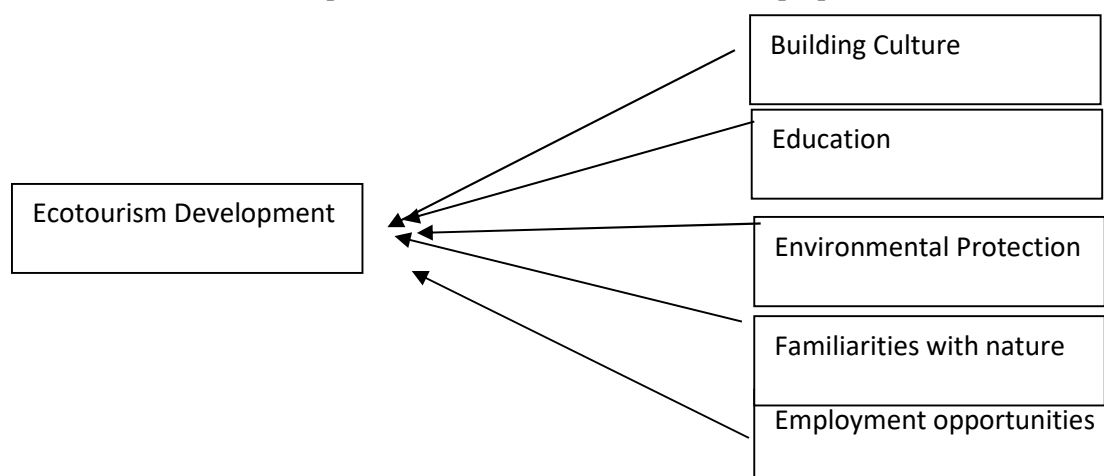 Building Culture
Education
Ecotourism Development
Environmental Protection
Familiarities with nature
Employment opportunities